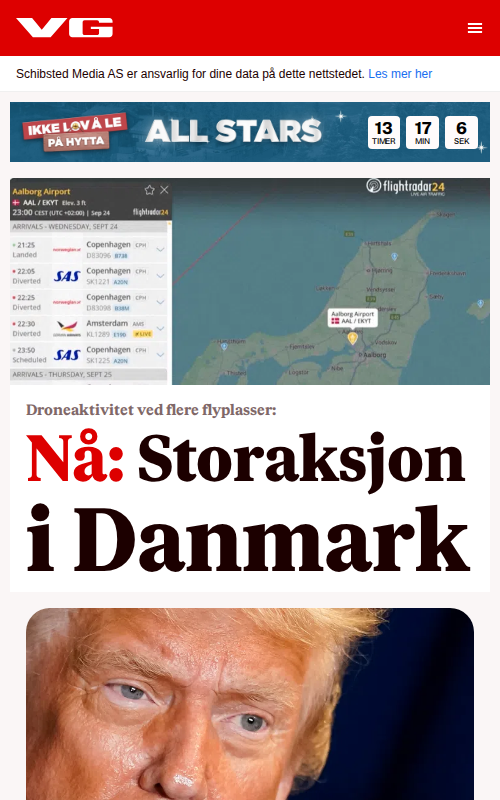 VG
Schibsted Media AS er ansvarlig for dine data på dette nettstedet. Les mer her
IKKE LOV Å LE
PÅ HYTTA
ALL STARS
13 TIMER 17 MIN 6 SEK
flightradar24
LIVE AIR TRAFFIC
Aalborg Airport
AAL / EKYT Elev. 3 ft
23:00 CEST (UTC +02:00) | Sep 24 flightradar24
ARRIVALS - WEDNESDAY, SEPT 24
21:25 Landed norwegian Copenhagen CPH D83096 B738
22:05 Diverted SAS Copenhagen CPH SK1221 A20N
22:25 Diverted norwegian Copenhagen CPH D83098 B38M
22:30 Diverted Amsterdam AMS KL1289 E190 LIVE
23:50 Scheduled SAS Copenhagen CPH SK1225 A20N
ARRIVALS - THURSDAY, SEPT 25
Aalborg Airport
AAL / EKYT
Aalborg
Droneaktivitet ved flere flyplasser:
Nå: Storaksjon
i Danmark